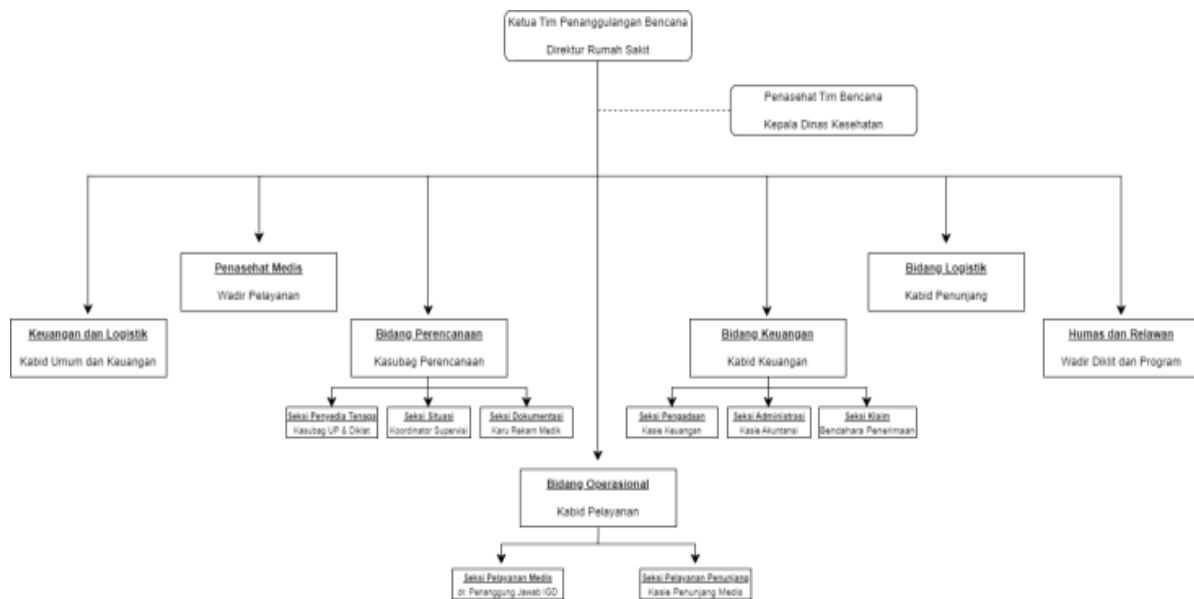 Ketua Tim Penanggulangan Bencana
Direktur Rumah Sakit
Penasehat Tim Bencana
Kepala Dinas Kesehatan
Penasehat Medis
Wadir Pelayanan
Bidang Logistik
Kabid Penunjang
Keuangan dan Logistik
Kabid Umum dan Keuangan
Bidang Perencanaan
Kasubag Perencanaan
Bidang Keuangan
Kabid Keuangan
Humas dan Relawan
Wadir Diklit dan Program
Seksi Penyedia Tenaga
Kasubag UP & Diklat
Seksi Situasi
Koordinator Supervisi
Seksi Dokumentasi
Karu Rekam Medik
Seksi Pengadaan
Kasie Keuangan
Seksi Administrasi
Kasie Akuntansi
Seksi Klaim
Bendahara Penerimaan
Bidang Operasional
Kabid Pelayanan
Seksi Pelayanan Medis
dr. Penanggung Jawab IGD
Seksi Pelayanan Penunjang
Kasie Penunjang Medis